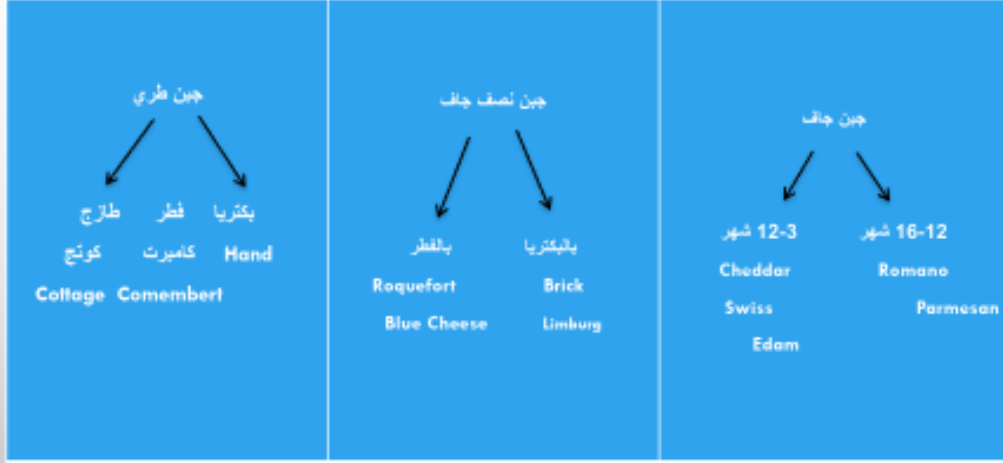 جبن طري
طازج فطر بكتريا
كوتج كامبرت Hand
Cottage Comembert
جبن نصف جاف
بالفطر بالبكتريا
Roquefort Brick
Blue Cheese Limburg
جبن جاف
3-12 شهر 12-16 شهر
Cheddar Romano
Swiss Parmesan
Edam